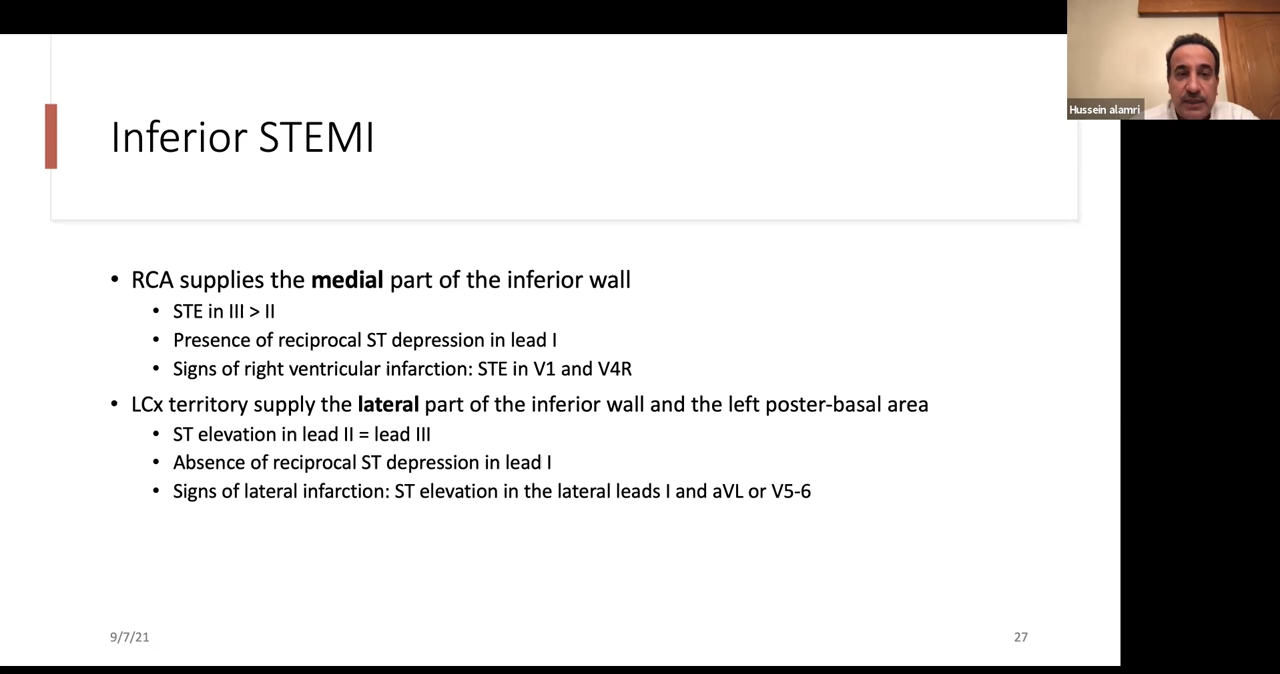 Hussein alamri
Inferior STEMI
• RCA supplies the medial part of the inferior wall
• STE in III > II
• Presence of reciprocal ST depression in lead I
• Signs of right ventricular infarction: STE in V1 and V4R
• LCx territory supply the lateral part of the inferior wall and the left poster-basal area
• ST elevation in lead II = lead III
• Absence of reciprocal ST depression in lead I
• Signs of lateral infarction: ST elevation in the lateral leads I and aVL or V5-6
9/7/21
27